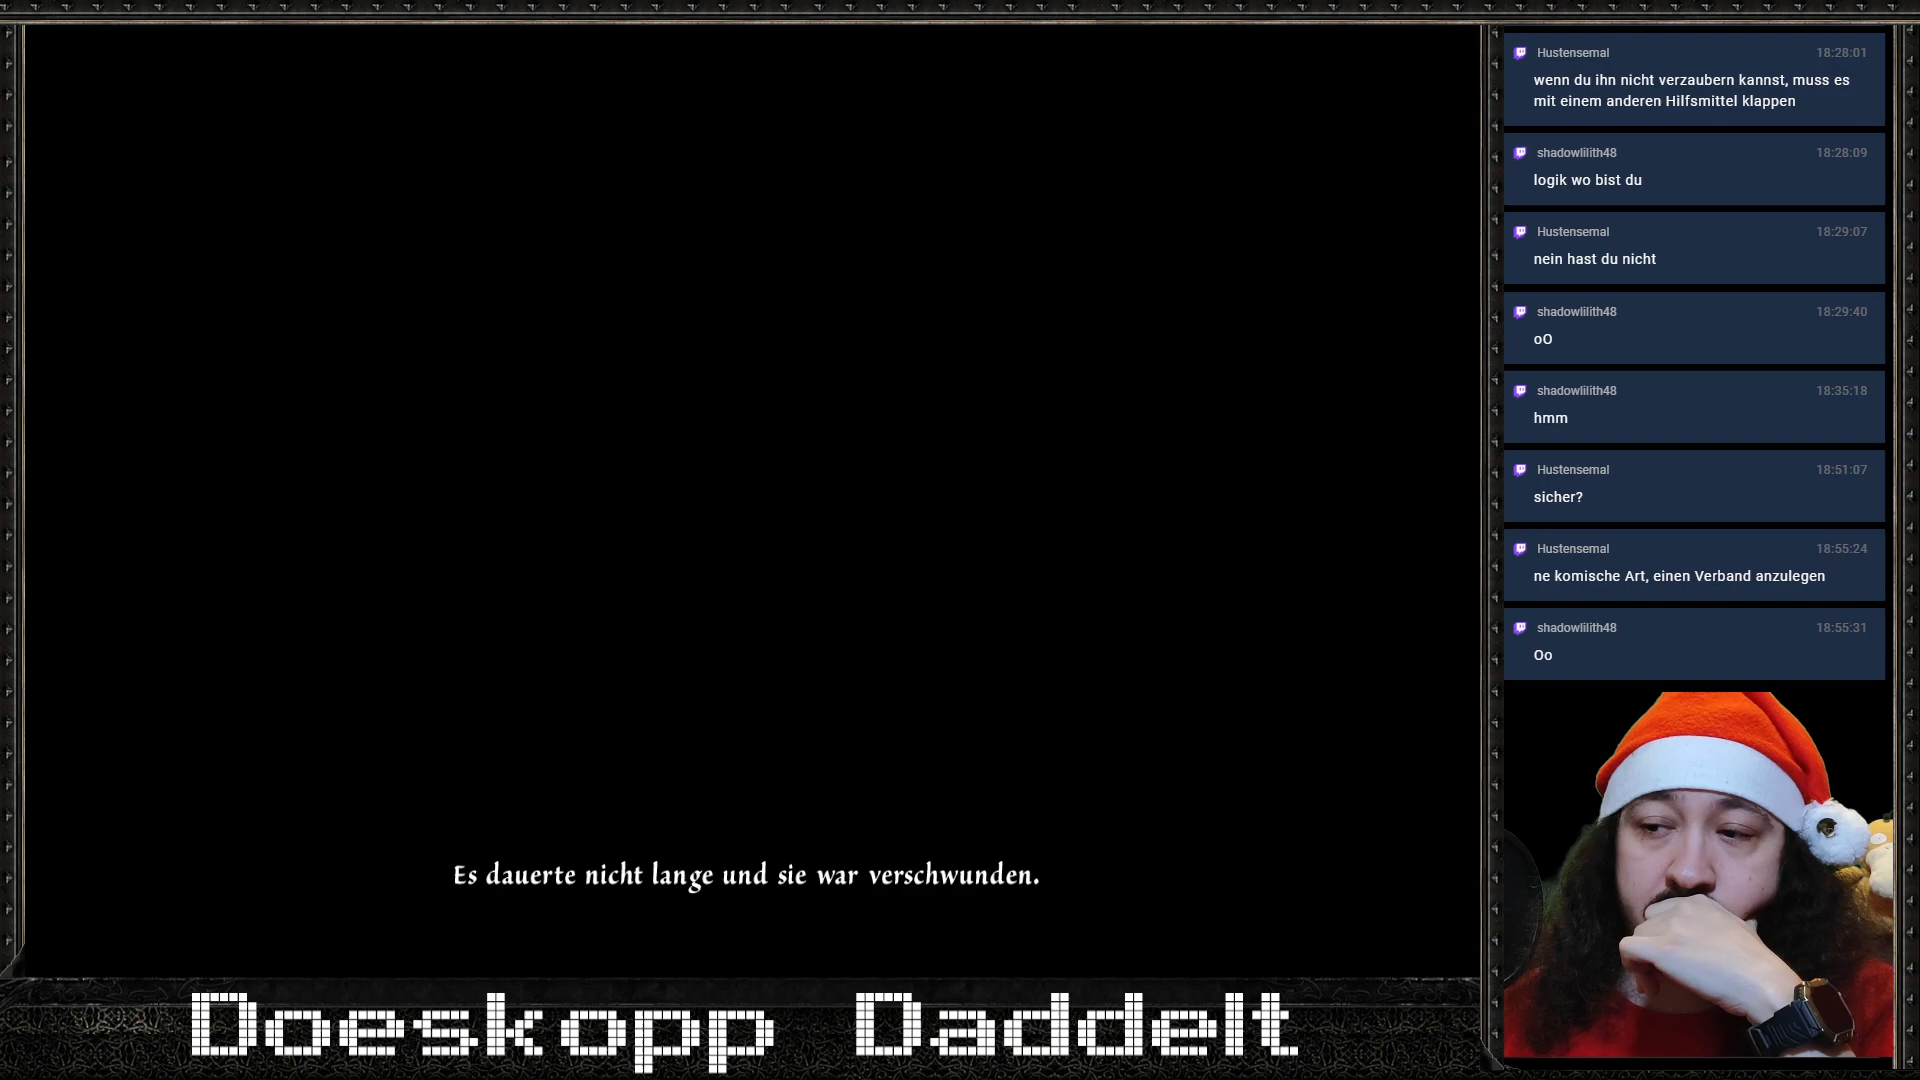 Hustensemal 18:28:01
wenn du ihn nicht verzaubern kannst, muss es
mit einem anderen Hilfsmittel klappen
shadowlilith48 18:28:09
logik wo bist du
Hustensemal 18:29:07
nein hast du nicht
shadowlilith48 18:29:40
oO
shadowlilith48 18:35:18
hmm
Hustensemal 18:51:07
sicher?
Hustensemal 18:55:24
ne komische Art, einen Verband anzulegen
shadowlilith48 18:55:31
Oo
Es dauerte nicht lange und sie war verschwunden.
Doeskopp Daddelt